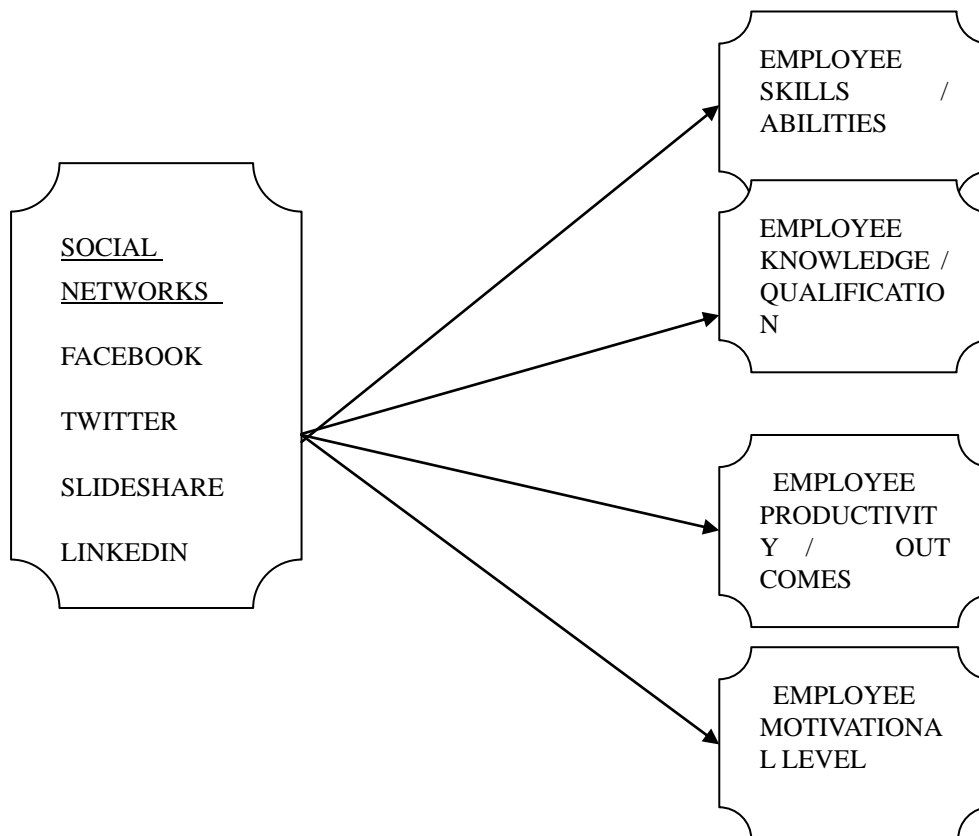 SOCIAL
NETWORKS
FACEBOOK
TWITTER
SLIDESHARE
LINKEDIN
EMPLOYEE
SKILLS /
ABILITIES
EMPLOYEE
KNOWLEDGE /
QUALIFICATIO
N
EMPLOYEE
PRODUCTIVIT
Y / OUT
COMES
EMPLOYEE
MOTIVATIONA
L LEVEL